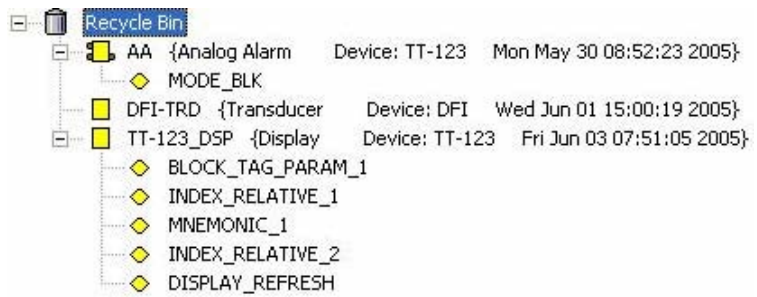 Recycle Bin
AA {Analog Alarm Device: TT-123 Mon May 30 08:52:23 2005}
MODE_BLK
DFI-TRD {Transducer Device: DFI Wed Jun 01 15:00:19 2005}
TT-123_DSP {Display Device: TT-123 Fri Jun 03 07:51:05 2005}
BLOCK_TAG_PARAM_1
INDEX_RELATIVE_1
MNEMONIC_1
INDEX_RELATIVE_2
DISPLAY_REFRESH